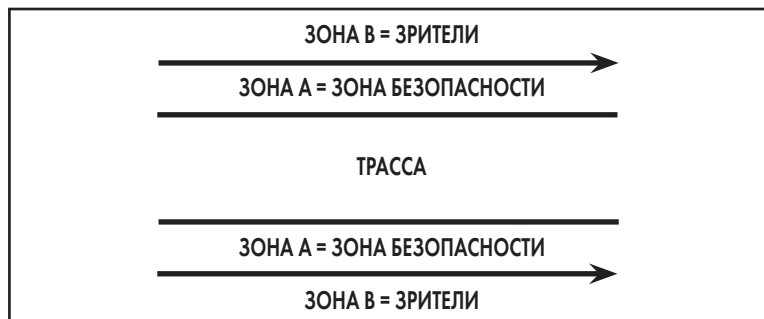 ЗОНА В = ЗРИТЕЛИ
ЗОНА А = ЗОНА БЕЗОПАСНОСТИ
ТРАССА
ЗОНА А = ЗОНА БЕЗОПАСНОСТИ
ЗОНА В = ЗРИТЕЛИ